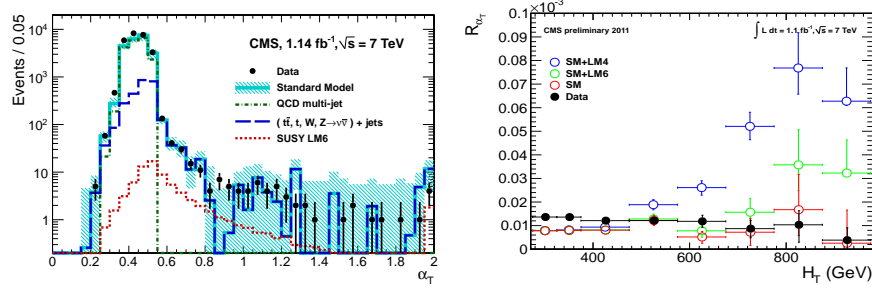 CMS, 1.14 fb⁻¹, √s = 7 TeV
Data
Standard Model
QCD multi-jet
( tt̄, t, W, Z→νν̄ ) + jets
SUSY LM6
Events / 0.05
10⁴
10³
10²
10
1
0 0.2 0.4 0.6 0.8 1 1.2 1.4 1.6 1.8 2
α_T
×10⁻³
CMS preliminary 2011
∫ L dt = 1.1 fb⁻¹, √s = 7 TeV
SM+LM4
SM+LM6
SM
Data
R_α_T
0.1
0.09
0.08
0.07
0.06
0.05
0.04
0.03
0.02
0.01
0
400 600 800
H_T (GeV)